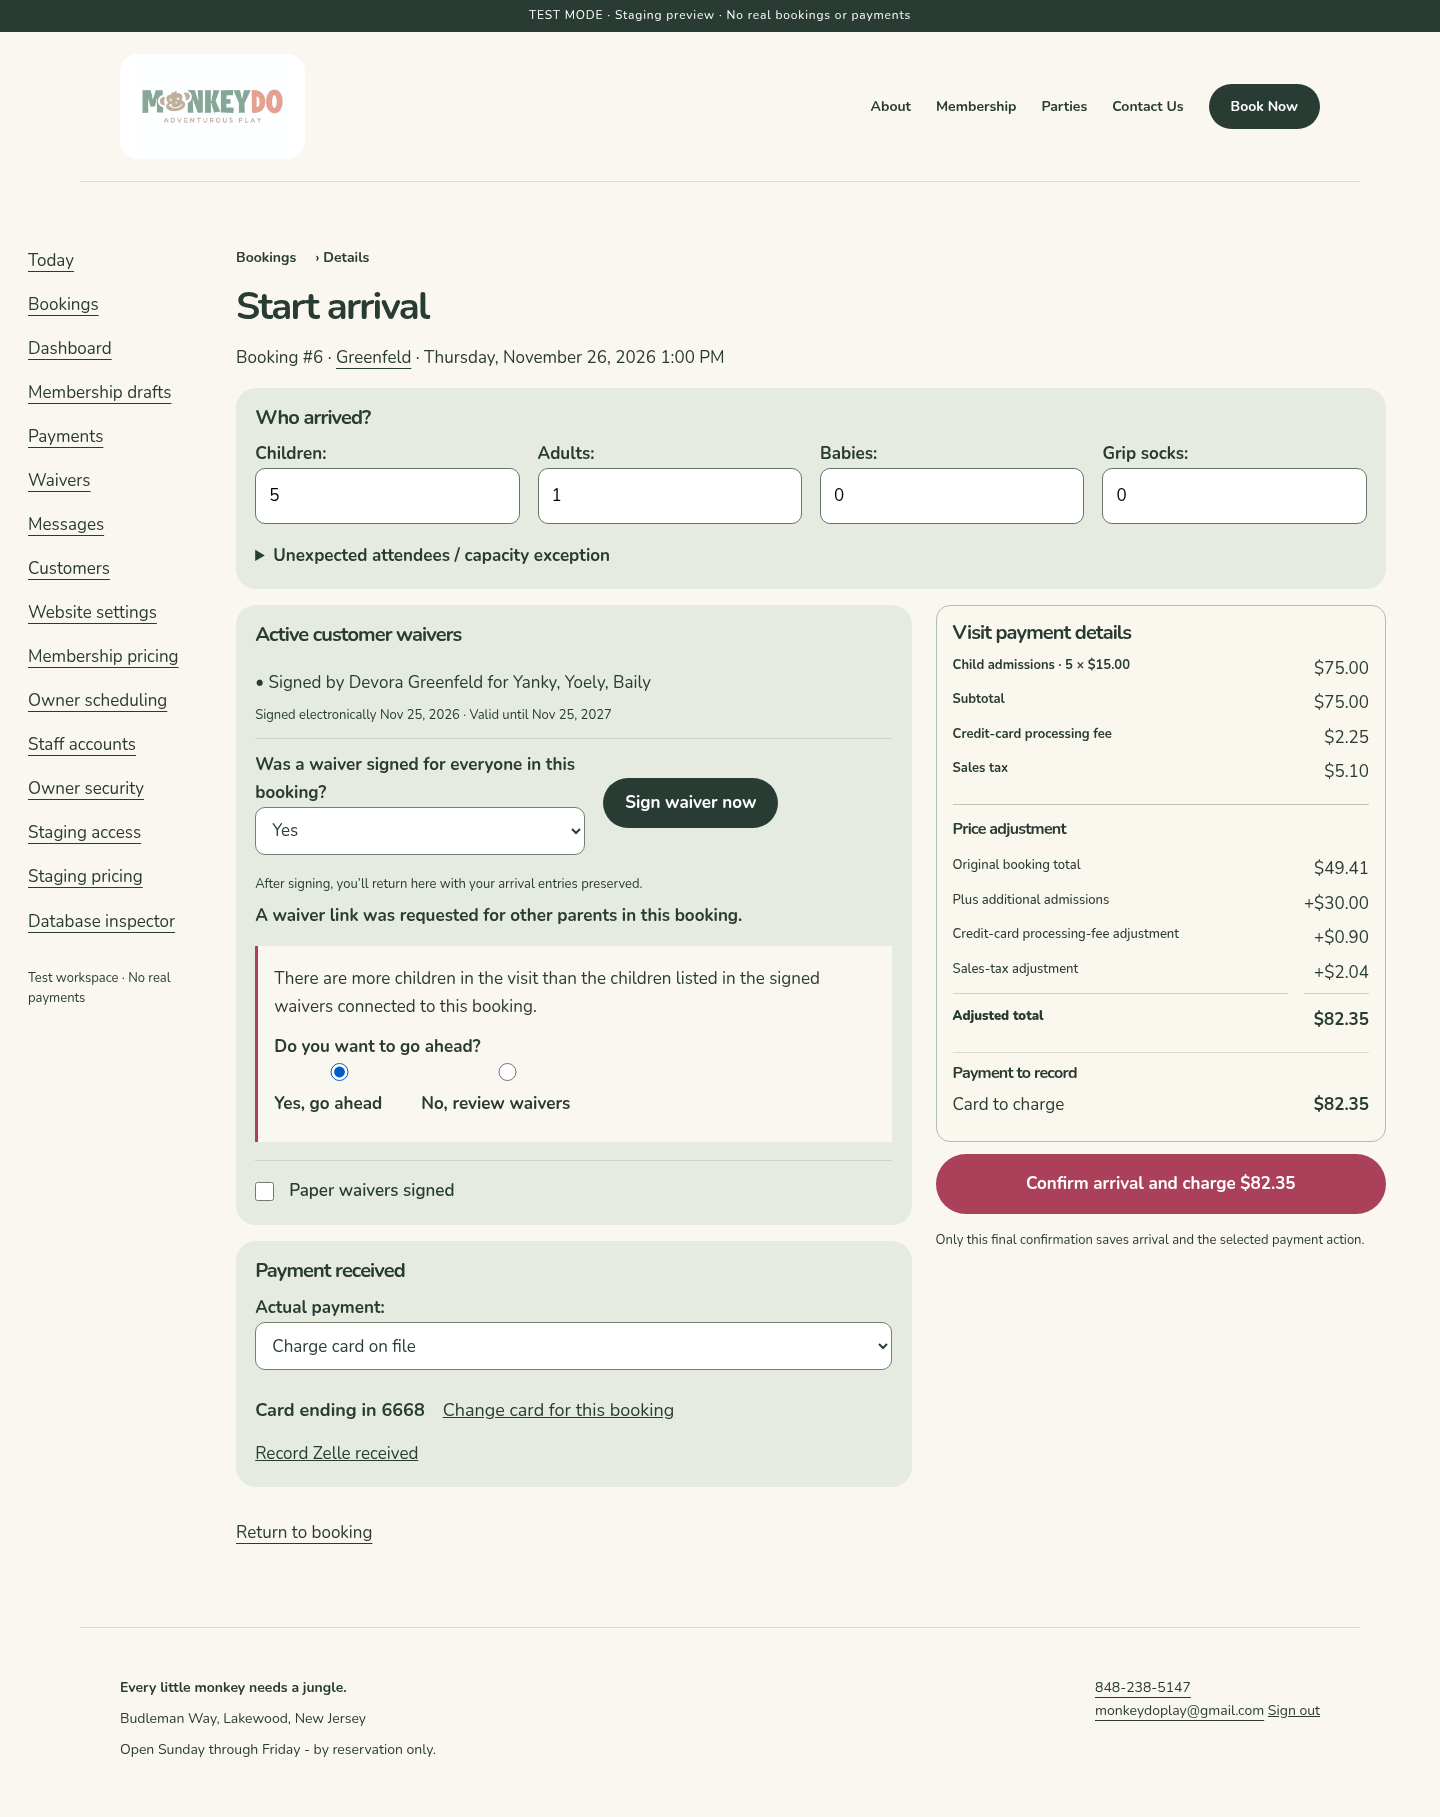 TEST MODE · Staging preview · No real bookings or payments
MONKEYDO
ADVENTUROUS PLAY
About Membership Parties Contact Us Book Now
Today
Bookings
Dashboard
Membership drafts
Payments
Waivers
Messages
Customers
Website settings
Membership pricing
Owner scheduling
Staff accounts
Owner security
Staging access
Staging pricing
Database inspector
Test workspace · No real
payments
Bookings › Details
Start arrival
Booking #6 · Greenfeld · Thursday, November 26, 2026 1:00 PM
Who arrived?
Children: Adults: Babies: Grip socks:
5 1 0 0
▶ Unexpected attendees / capacity exception
Active customer waivers
• Signed by Devora Greenfeld for Yanky, Yoely, Baily
Signed electronically Nov 25, 2026 · Valid until Nov 25, 2027
Was a waiver signed for everyone in this
booking?
Yes
Sign waiver now
After signing, you’ll return here with your arrival entries preserved.
A waiver link was requested for other parents in this booking.
There are more children in the visit than the children listed in the signed
waivers connected to this booking.
Do you want to go ahead?
Yes, go ahead No, review waivers
Paper waivers signed
Payment received
Actual payment:
Charge card on file
Card ending in 6668 Change card for this booking
Record Zelle received
Visit payment details
Child admissions · 5 × $15.00 $75.00
Subtotal $75.00
Credit-card processing fee $2.25
Sales tax $5.10
Price adjustment
Original booking total $49.41
Plus additional admissions +$30.00
Credit-card processing-fee adjustment +$0.90
Sales-tax adjustment +$2.04
Adjusted total $82.35
Payment to record
Card to charge $82.35
Confirm arrival and charge $82.35
Only this final confirmation saves arrival and the selected payment action.
Return to booking
Every little monkey needs a jungle.
Budleman Way, Lakewood, New Jersey
Open Sunday through Friday - by reservation only.
848-238-5147
monkeydoplay@gmail.com Sign out